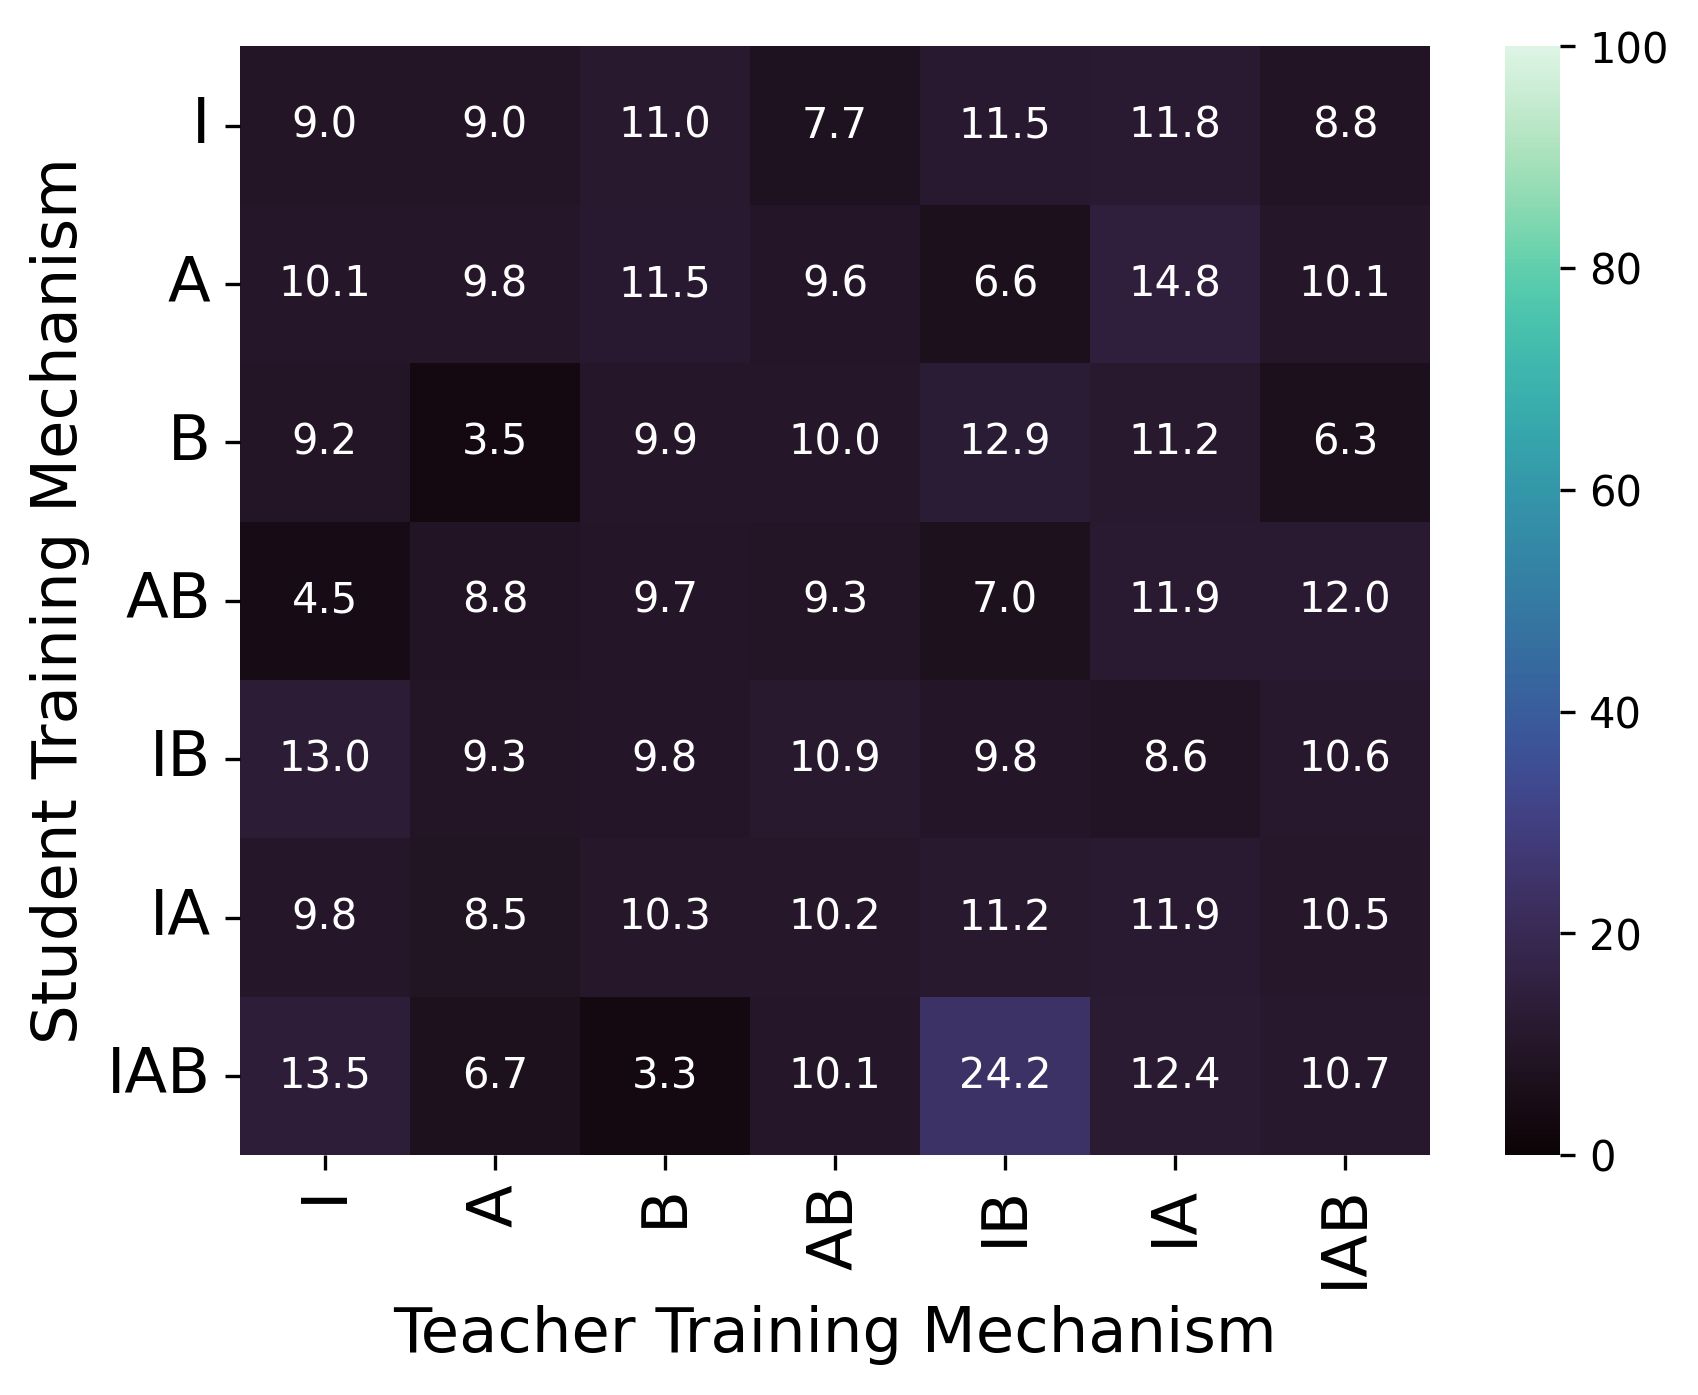 Student Training Mechanism
I 9.0 9.0 11.0 7.7 11.5 11.8 8.8
A 10.1 9.8 11.5 9.6 6.6 14.8 10.1
B 9.2 3.5 9.9 10.0 12.9 11.2 6.3
AB 4.5 8.8 9.7 9.3 7.0 11.9 12.0
IB 13.0 9.3 9.8 10.9 9.8 8.6 10.6
IA 9.8 8.5 10.3 10.2 11.2 11.9 10.5
IAB 13.5 6.7 3.3 10.1 24.2 12.4 10.7
I A B AB IB IA IAB
Teacher Training Mechanism
100
80
60
40
20
0